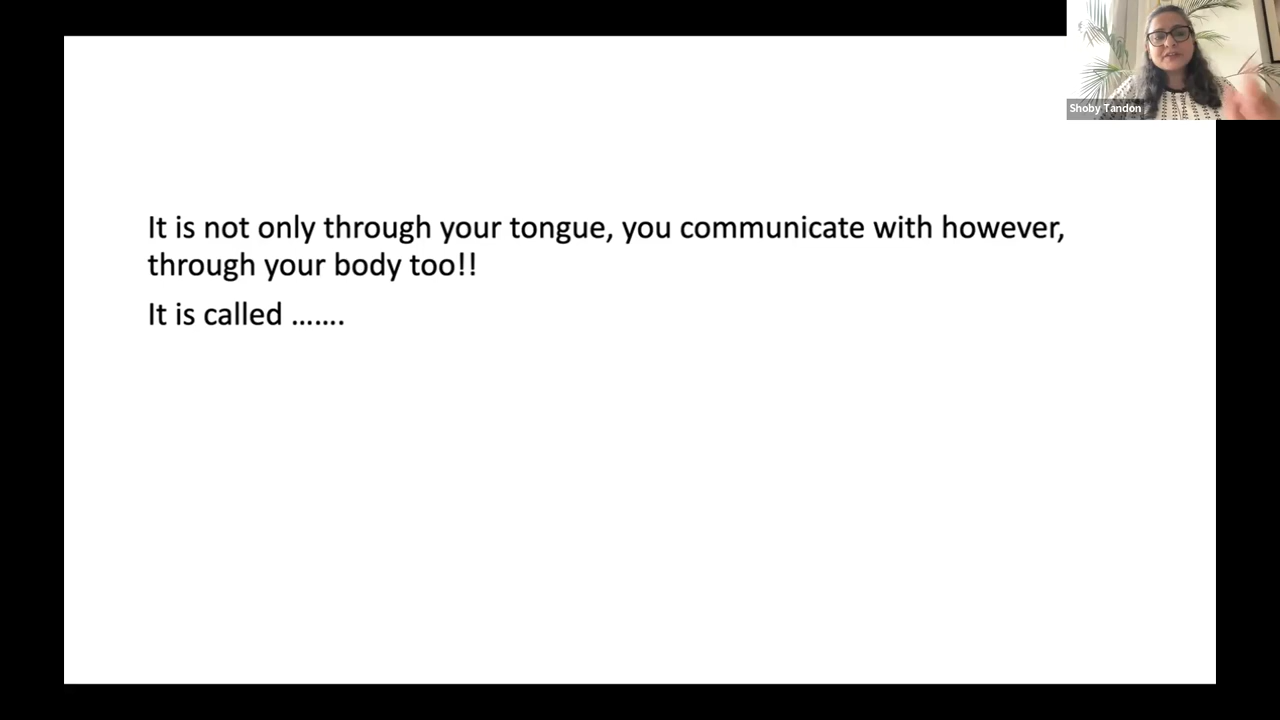 Shoby Tandon
It is not only through your tongue, you communicate with however,
through your body too!!
It is called .......